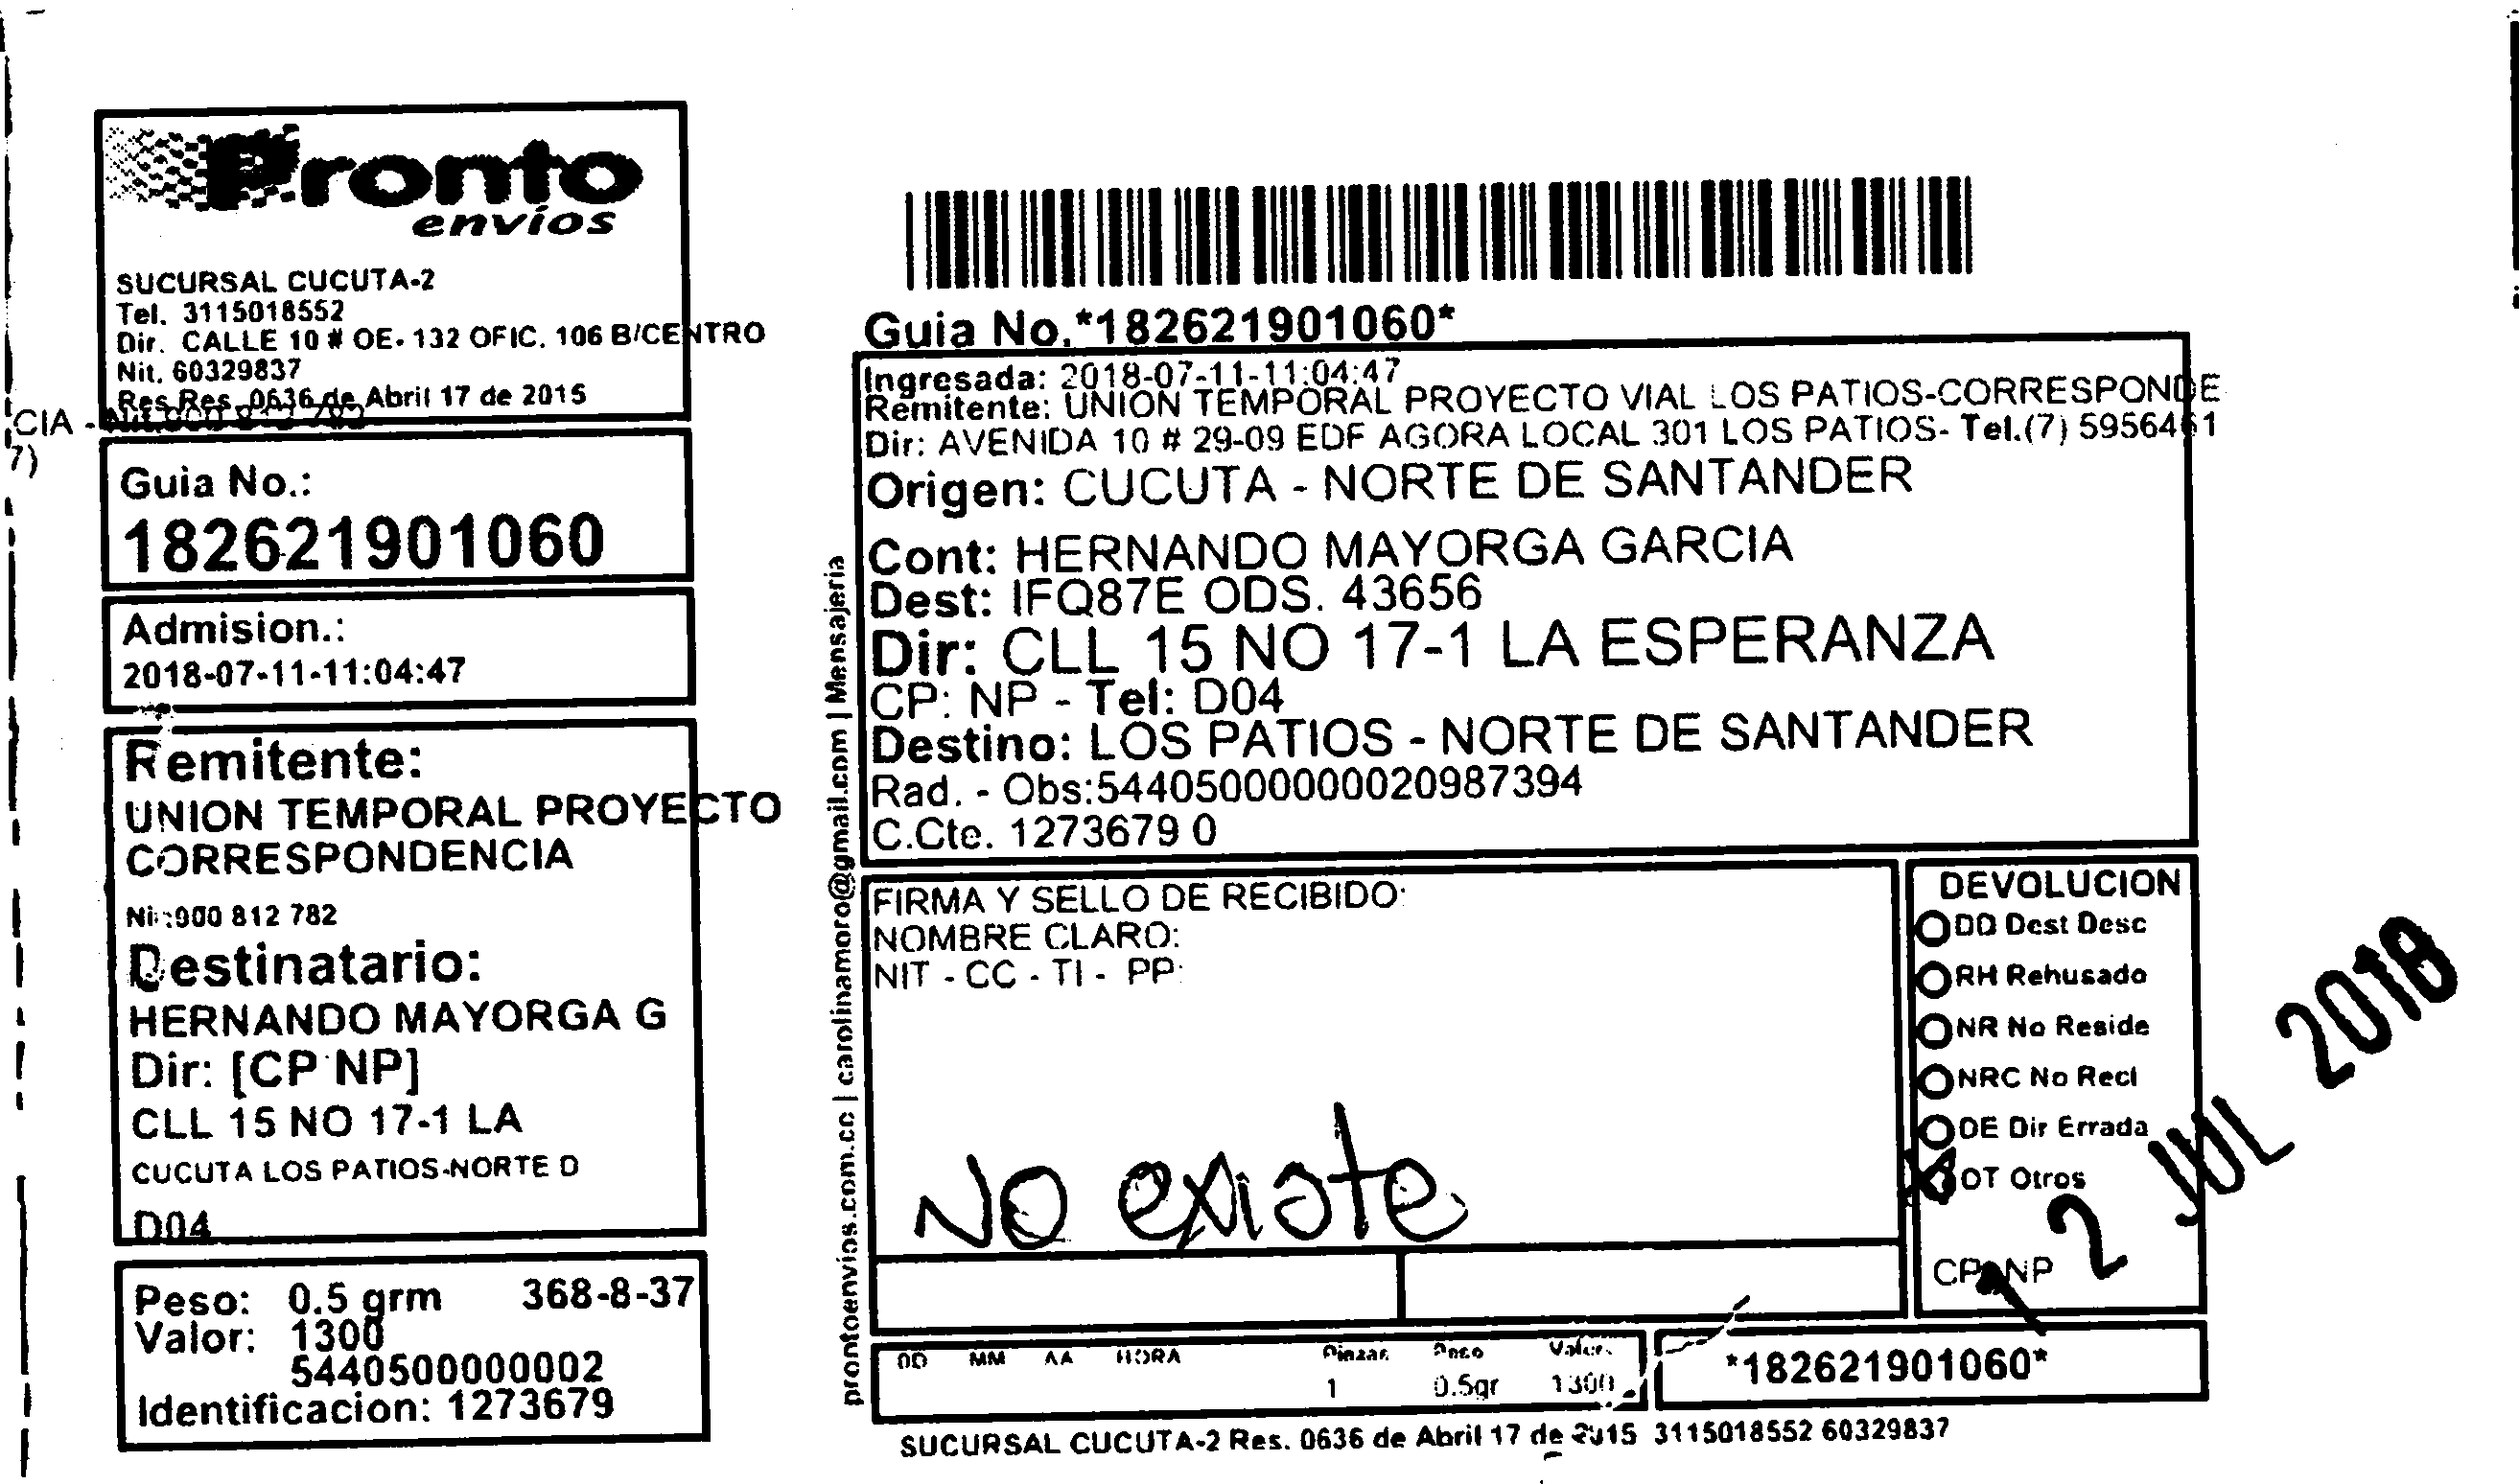 Pronto
envios
SUCURSAL CUCUTA-2
Tel. 3115018552
Dir. CALLE 10 # OE- 132 OFIC. 106 B/CENTRO
Nit. 60329837
Res Res. 0636 de Abril 17 de 2015
CIA -
7)
Guia No.:
182621901060
Admision.:
2018-07-11-11:04:47
Remitente:
UNION TEMPORAL PROYECTO
CORRESPONDENCIA
Nit:900 812 782
Destinatario:
HERNANDO MAYORGA G
Dir: [CP NP]
CLL 15 NO 17-1 LA
CUCUTA LOS PATIOS-NORTE D
D04
Peso: 0.5 grm 368-8-37
Valor: 1300
5440500000002
Identificacion: 1273679
prontoenvios.com.co | carolinamoro@gmail.com | Mensajeria
Guia No.*182621901060*
Ingresada: 2018-07-11-11:04:47
Remitente: UNION TEMPORAL PROYECTO VIAL LOS PATIOS-CORRESPONDE
Dir: AVENIDA 10 # 29-09 EDF AGORA LOCAL 301 LOS PATIOS- Tel.(7) 5956461
Origen: CUCUTA - NORTE DE SANTANDER
Cont: HERNANDO MAYORGA GARCIA
Dest: IFQ87E ODS. 43656
Dir: CLL 15 NO 17-1 LA ESPERANZA
CP: NP - Tel: D04
Destino: LOS PATIOS - NORTE DE SANTANDER
Rad. - Obs:544050000000020987394
C.Cte. 1273679 0
FIRMA Y SELLO DE RECIBIDO:
NOMBRE CLARO:
NIT - CC - TI - PP:
No existe
DEVOLUCION
DD Dest Desc
RH Rehusado
NR No Reside
NRC No Recl
DE Dir Errada
OT Otros
CP: NP
12 JUL 2018
DD MM AA HORA Piezas Peso Valor
1 0.5gr 1300
*182621901060*
SUCURSAL CUCUTA-2 Res. 0636 de Abril 17 de 2015 3115018552 60329837